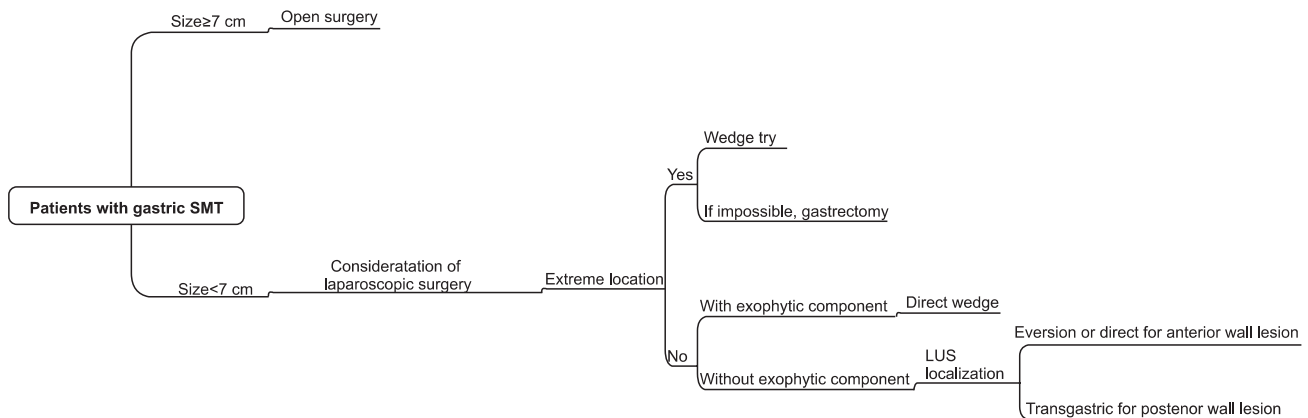 Size≥7 cm
Open surgery
Patients with gastric SMT
Size<7 cm
Consideratation of
laparoscopic surgery
Extreme location
Yes
Wedge try
If impossible, gastrectomy
No
With exophytic component
Direct wedge
Without exophytic component
LUS
localization
Eversion or direct for anterior wall lesion
Transgastric for postenor wall lesion